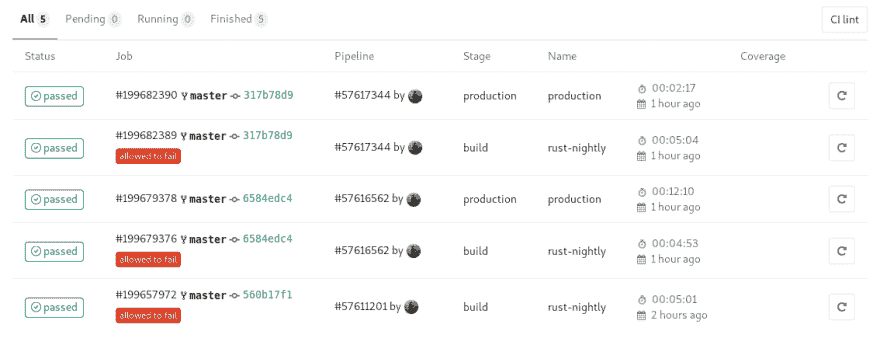 All 5 Pending 0 Running 0 Finished 5 CI lint
Status Job Pipeline Stage Name Coverage
passed #199682390 master 317b78d9 #57617344 by production production 00:02:17
1 hour ago
passed #199682389 master 317b78d9 #57617344 by build rust-nightly 00:05:04
allowed to fail 1 hour ago
passed #199679378 master 6584edc4 #57616562 by production production 00:12:10
1 hour ago
passed #199679376 master 6584edc4 #57616562 by build rust-nightly 00:04:53
allowed to fail 1 hour ago
passed #199657972 master 560b17f1 #57611201 by build rust-nightly 00:05:01
allowed to fail 2 hours ago